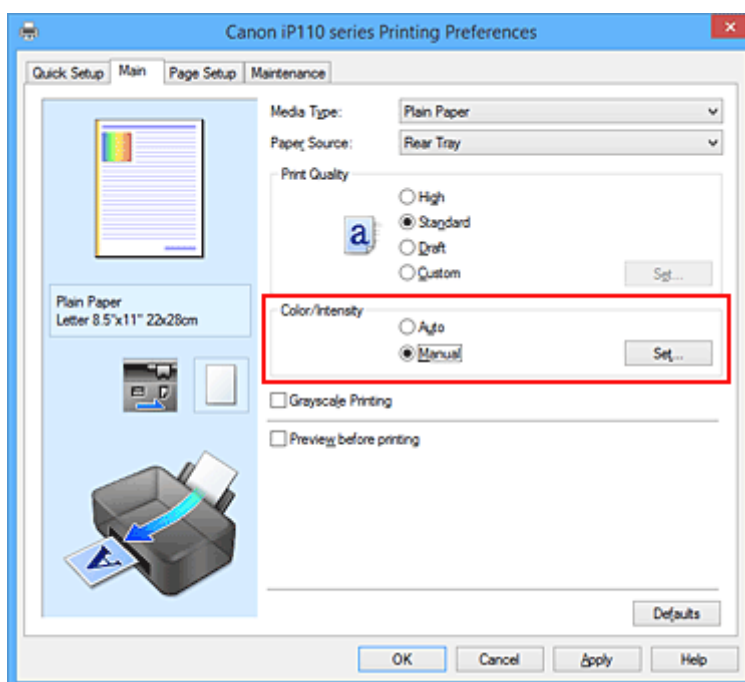 Canon iP110 series Printing Preferences
Quick Setup Main Page Setup Maintenance
Media Type: Plain Paper
Paper Source: Rear Tray
Print Quality
High
a Standard
Draft
Custom Set...
Plain Paper
Letter 8.5"x11" 22x28cm
Color/Intensity
Auto
Manual Set...
Grayscale Printing
Preview before printing
A
Defaults
OK Cancel Apply Help